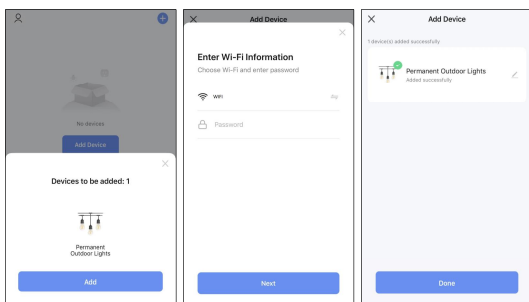 No devices
Add Device
Devices to be added: 1
Permanent
Outdoor Lights
Add
Add Device
Enter Wi-Fi Information
Choose Wi-Fi and enter password
WIFI
Password
Next
Add Device
1 device(s) added successfully
Permanent Outdoor Lights
Added successfully
Done